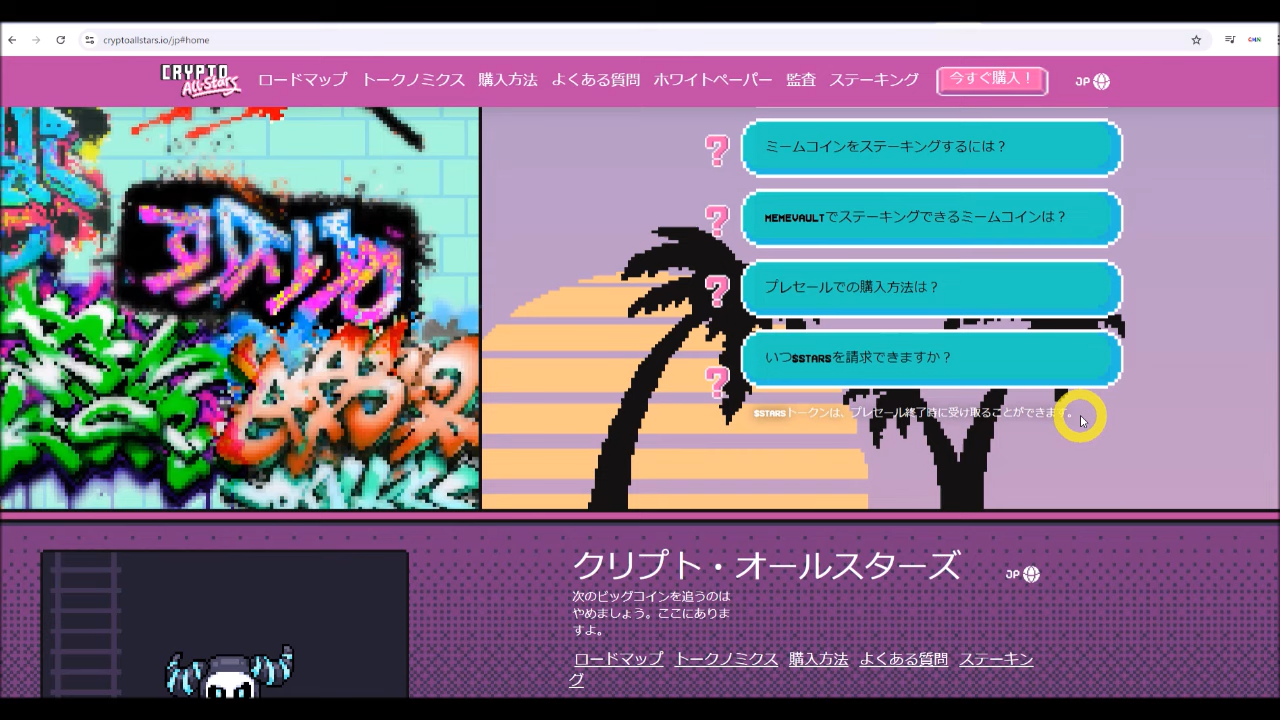 cryptoallstars.io/jp#home
CRYPTO
All-Stars
ロードマップ トークノミクス 購入方法 よくある質問 ホワイトペーパー 監査 ステーキング 今すぐ購入！ JP
ミームコインをステーキングするには？
MEMEVAULTでステーキングできるミームコインは？
プレセールでの購入方法は？
いつ$STARSを請求できますか？
$STARSトークンは、プレセール終了時に受け取ることができます。
クリプト・オールスターズ
JP
次のビッグコインを追うのは
やめましょう。ここにありま
すよ。
ロードマップ トークノミクス 購入方法 よくある質問 ステーキン
グ